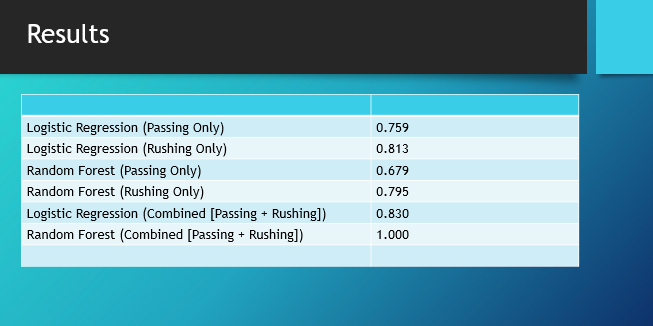 Results
Logistic Regression (Passing Only) 0.759
Logistic Regression (Rushing Only) 0.813
Random Forest (Passing Only) 0.679
Random Forest (Rushing Only) 0.795
Logistic Regression (Combined [Passing + Rushing]) 0.830
Random Forest (Combined [Passing + Rushing]) 1.000